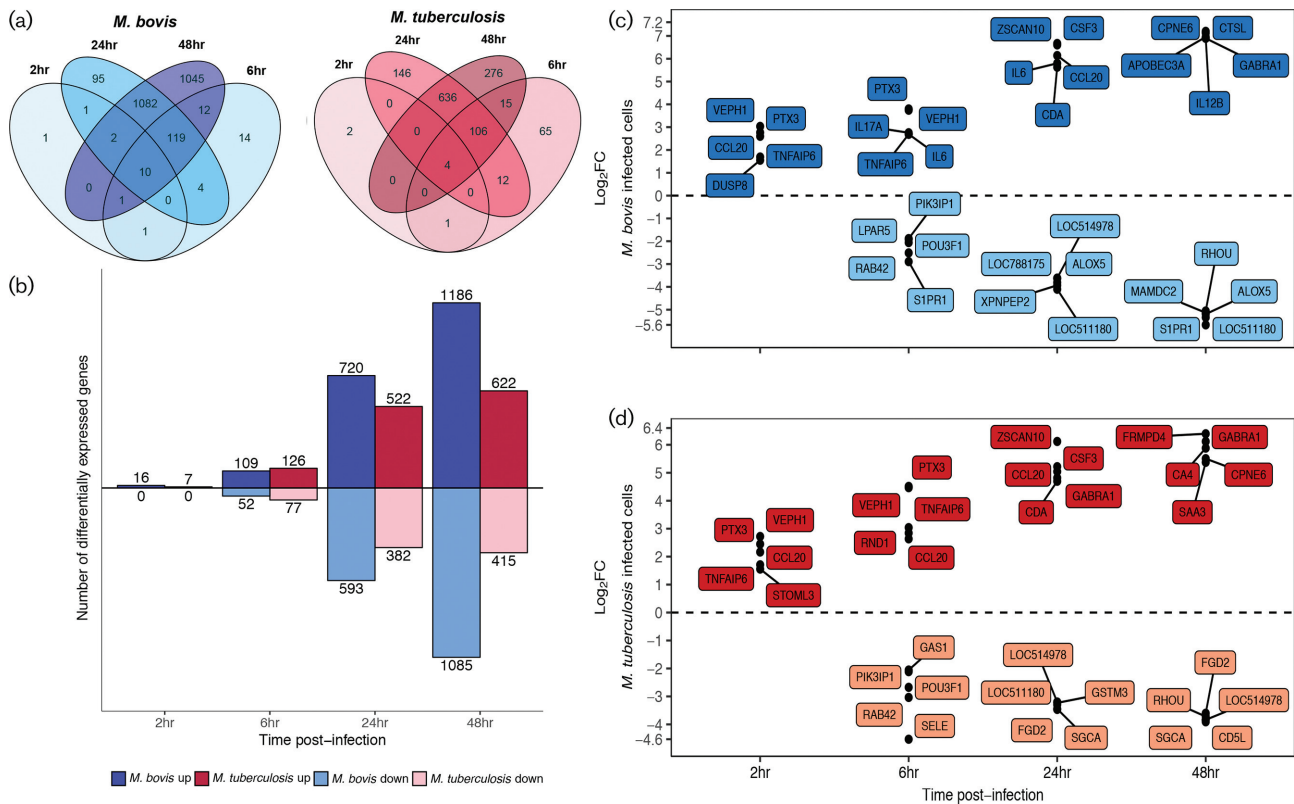 (a)
M. bovis
24hr
48hr
2hr
6hr
95
1045
1
1082
12
1
2
119
14
0
10
4
1
0
1
M. tuberculosis
24hr
48hr
2hr
6hr
146
276
0
636
15
2
0
106
65
0
4
12
0
0
1
(b)
Number of differentially expressed genes
16
0
7
0
109
52
126
77
720
593
522
382
1186
1085
622
415
2hr
6hr
24hr
48hr
Time post−infection
M. bovis up
M. tuberculosis up
M. bovis down
M. tuberculosis down
(c)
Log2FC
M. bovis infected cells
7.2
7
6
5
4
3
2
1
0
−1
−2
−3
−4
−5
−5.6
VEPH1
PTX3
CCL20
TNFAIP6
DUSP8
PTX3
IL17A
VEPH1
TNFAIP6
IL6
PIK3IP1
LPAR5
POU3F1
RAB42
S1PR1
ZSCAN10
CSF3
IL6
CCL20
CDA
LOC514978
LOC788175
ALOX5
XPNPEP2
LOC511180
CPNE6
CTSL
APOBEC3A
GABRA1
IL12B
RHOU
MAMDC2
ALOX5
S1PR1
LOC511180
(d)
Log2FC
M. tuberculosis infected cells
6.4
6
5
4
3
2
1
0
−1
−2
−3
−4
−4.6
PTX3
VEPH1
CCL20
TNFAIP6
STOML3
PTX3
VEPH1
TNFAIP6
RND1
CCL20
GAS1
PIK3IP1
POU3F1
RAB42
SELE
ZSCAN10
CSF3
CCL20
GABRA1
CDA
LOC514978
LOC511180
GSTM3
FGD2
SGCA
FRMPD4
GABRA1
CA4
CPNE6
SAA3
FGD2
RHOU
LOC514978
SGCA
CD5L
2hr
6hr
24hr
48hr
Time post−infection